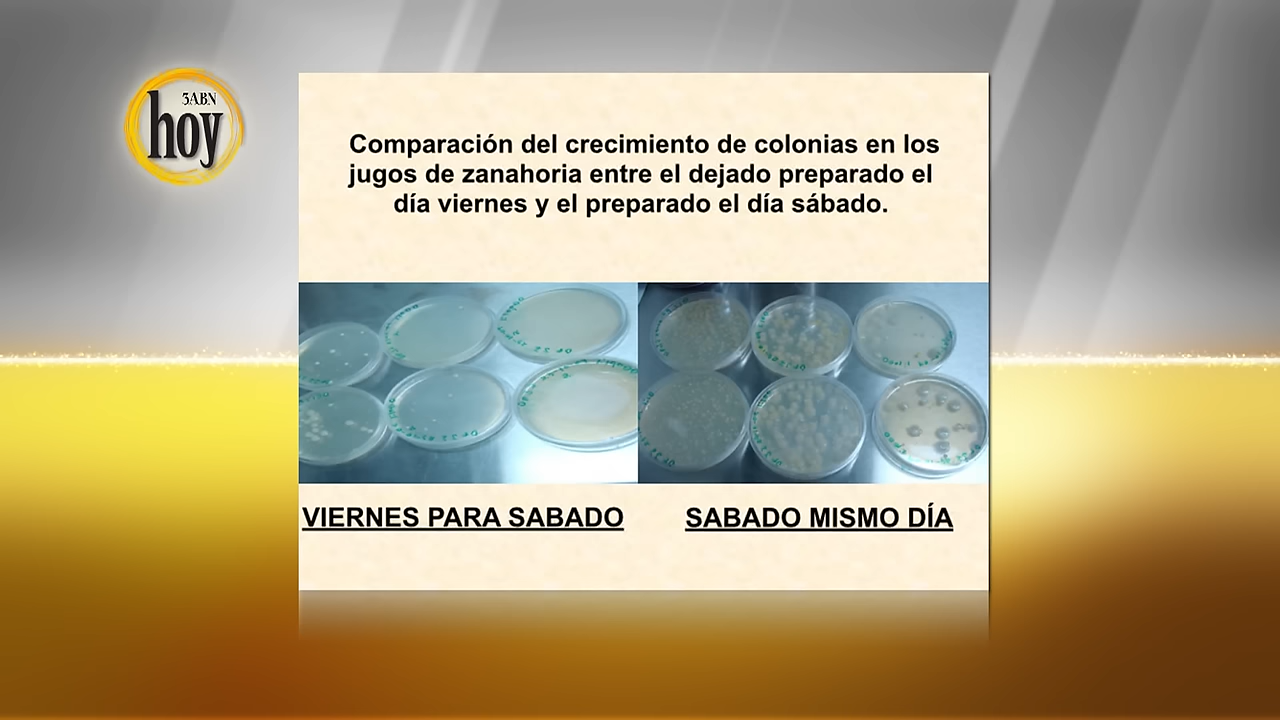 3ABN
hoy
Comparación del crecimiento de colonias en los
jugos de zanahoria entre el dejado preparado el
día viernes y el preparado el día sábado.
VIERNES PARA SABADO
SABADO MISMO DÍA